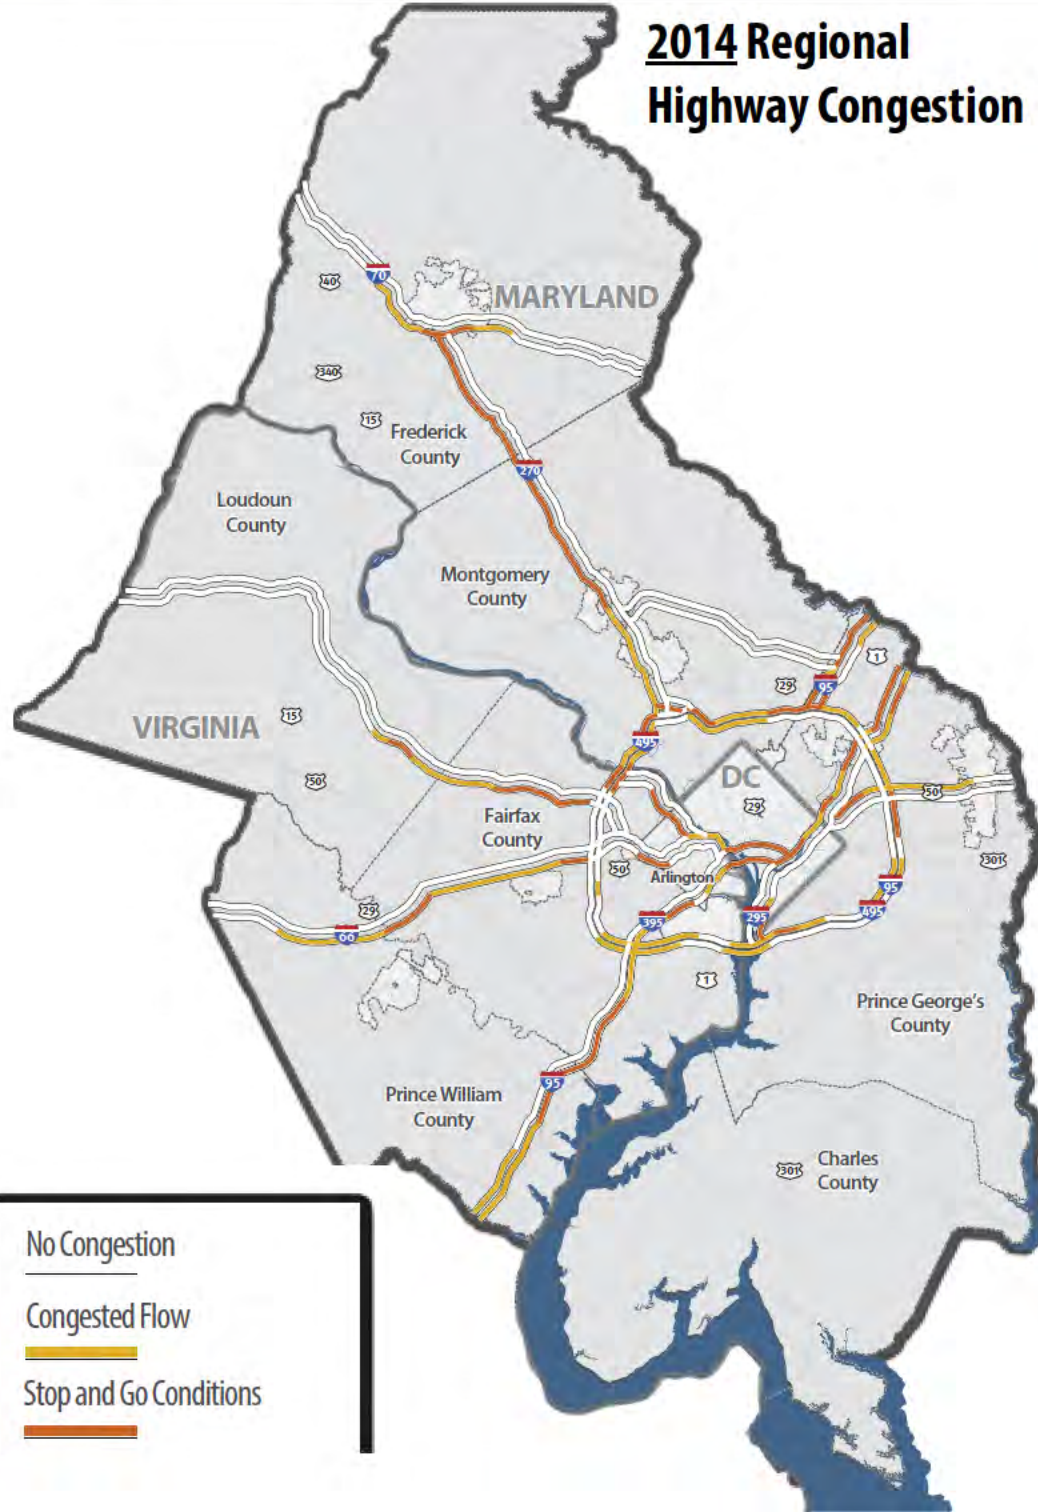 2014 Regional
Highway Congestion
70
40
MARYLAND
340
15
Frederick
County
270
Loudoun
County
Montgomery
County
1
29
95
15
VIRGINIA
495
DC
50
50
29
Fairfax
County
301
50
Arlington
95
29
395
295
495
66
1
Prince George's
County
95
Prince William
County
301
Charles
County
No Congestion
Congested Flow
Stop and Go Conditions